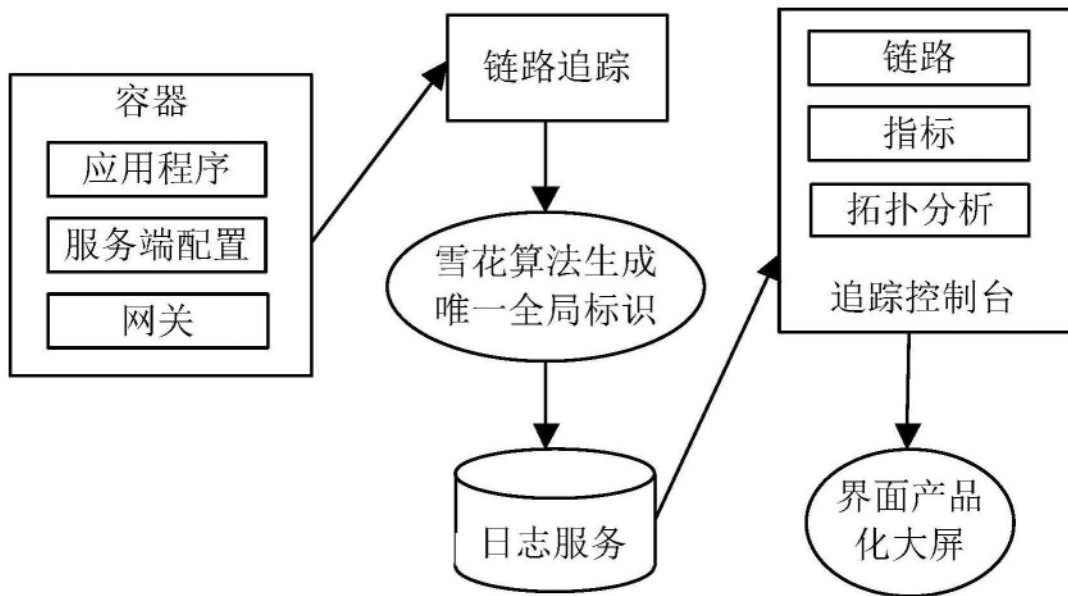 容器
应用程序
服务端配置
网关
链路追踪
雪花算法生成
唯一全局标识
日志服务
链路
指标
拓扑分析
追踪控制台
界面产品
化大屏